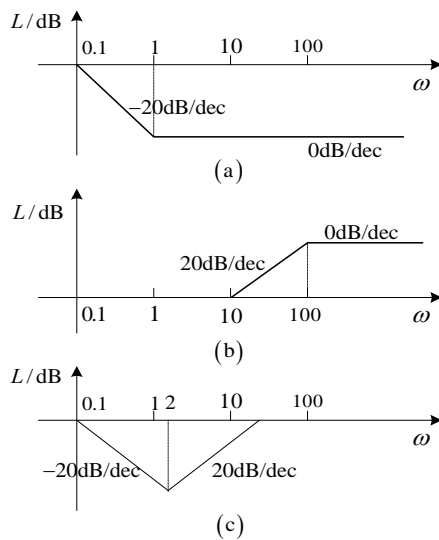 L/dB
0.1 1 10 100
−20dB/dec
ω
0dB/dec
(a)
L/dB
0dB/dec
20dB/dec
0.1 1 10 100
ω
(b)
L/dB
0.1 1 2 10 100
ω
−20dB/dec 20dB/dec
(c)